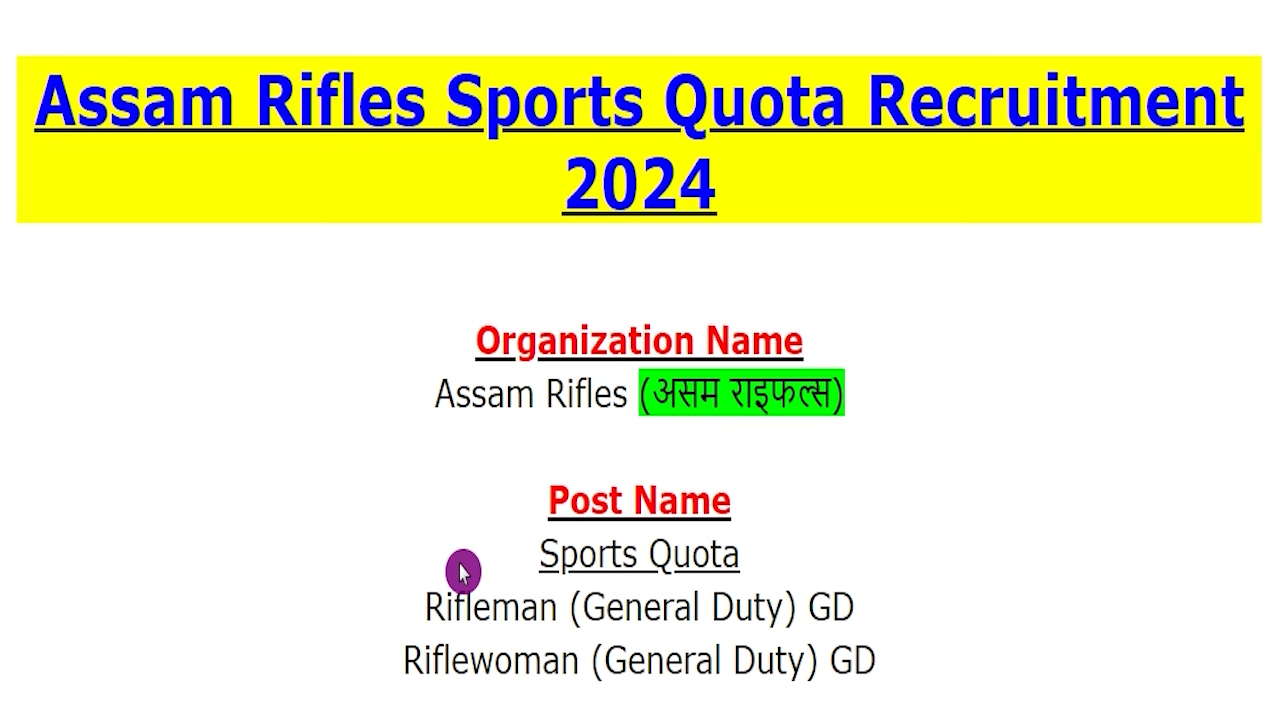 Assam Rifles Sports Quota Recruitment
2024
Organization Name
Assam Rifles (असम राइफल्स)
Post Name
Sports Quota
Rifleman (General Duty) GD
Riflewoman (General Duty) GD